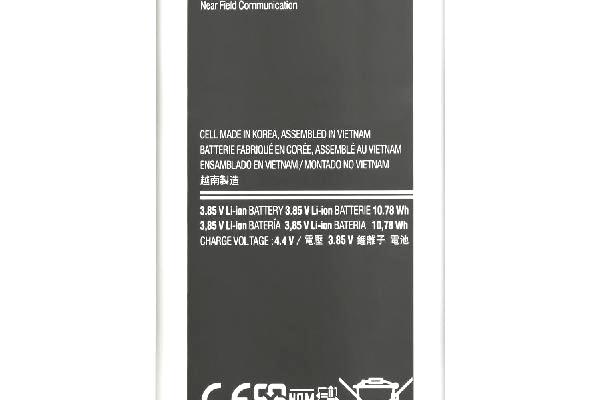 Near Field Communication
CELL MADE IN KOREA, ASSEMBLED IN VIETNAM
BATTERIE FABRIQUÉ EN CORÉE, ASSEMBLÉ AU VIETNAM
ENSAMBLADO EN VIETNAM / MONTADO NO VIETNAM
越南製造
3.85 V Li-ion BATTERY 3.85 V Li-ion BATTERIE 10.78 Wh
3,85 V Li-ion BATERÍA 3,85 V Li-ion BATERIA 10,78 Wh
CHARGE VOLTAGE : 4.4 V / 電壓 3.85 V 鋰離子 電池
NOM